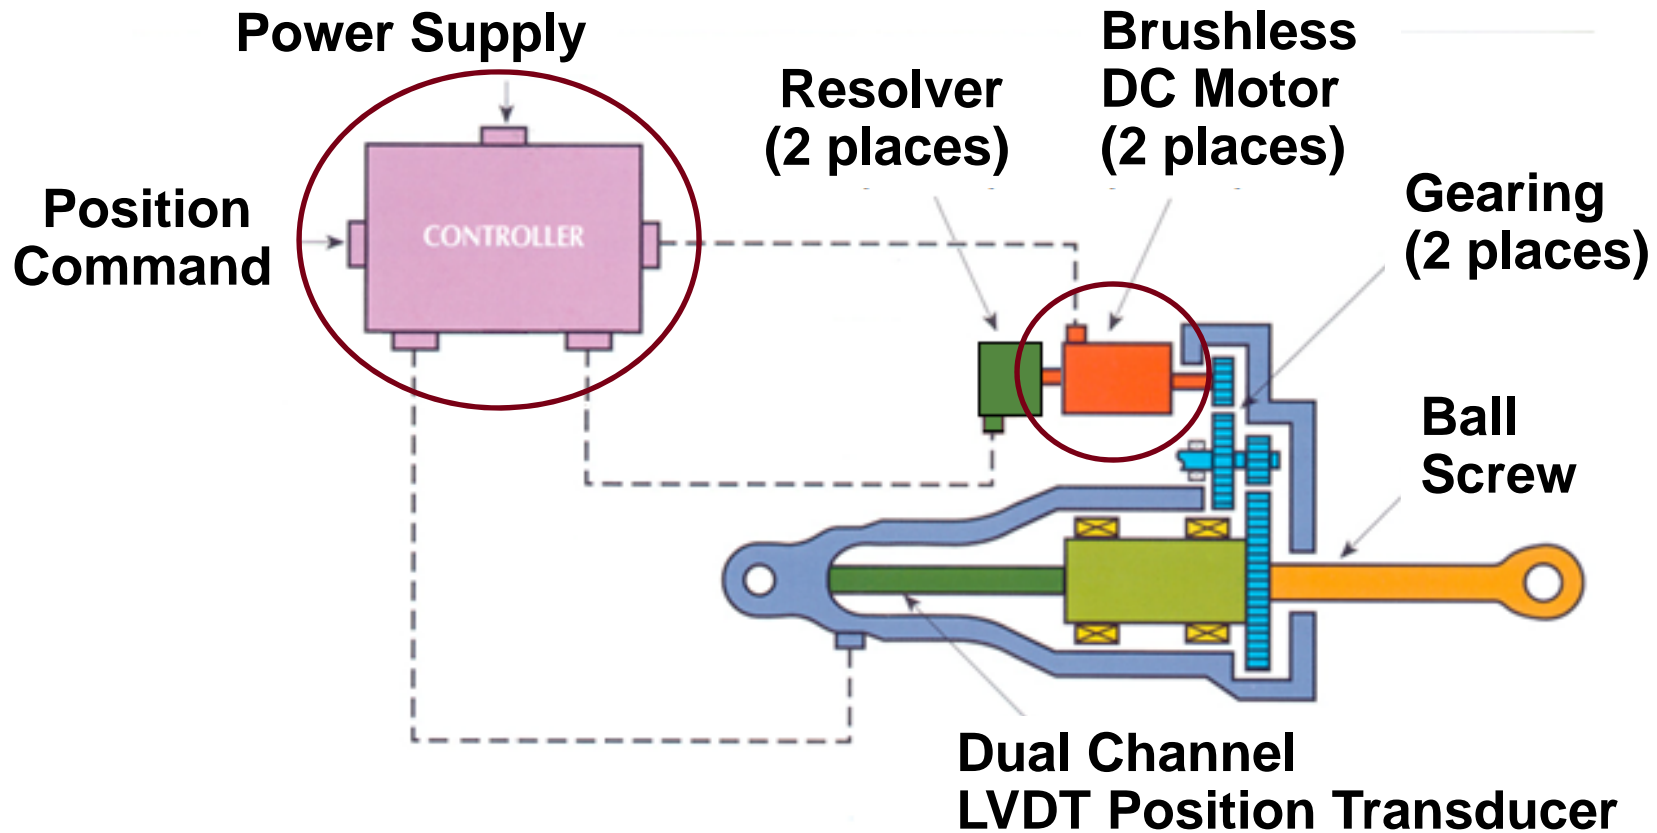 Power Supply
Position
Command
CONTROLLER
Resolver
(2 places)
Brushless
DC Motor
(2 places)
Gearing
(2 places)
Ball
Screw
Dual Channel
LVDT Position Transducer